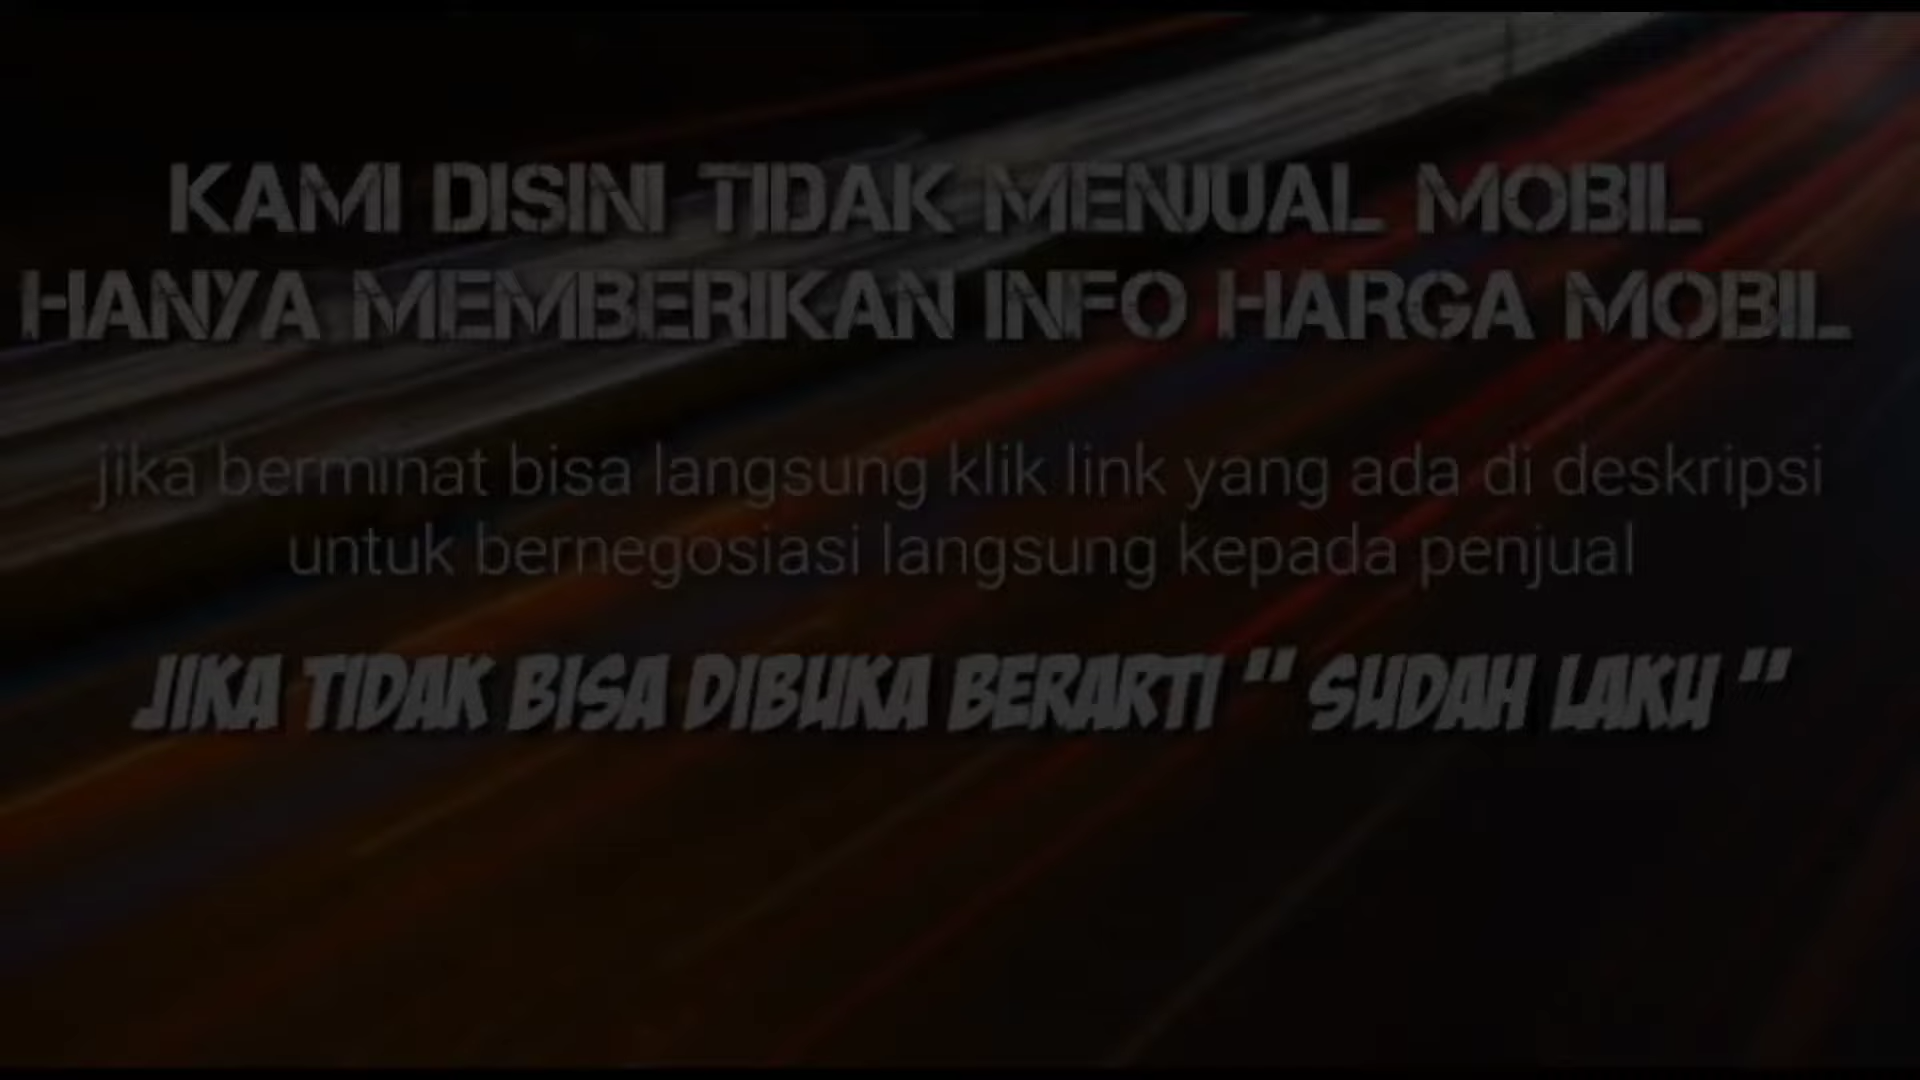 KAMI DISINI TIDAK MENJUAL MOBIL
HANYA MEMBERIKAN INFO HARGA MOBIL
jika berminat bisa langsung klik link yang ada di deskripsi
untuk bernegosiasi langsung kepada penjual
JIKA TIDAK BISA DIBUKA BERARTI " SUDAH LAKU "